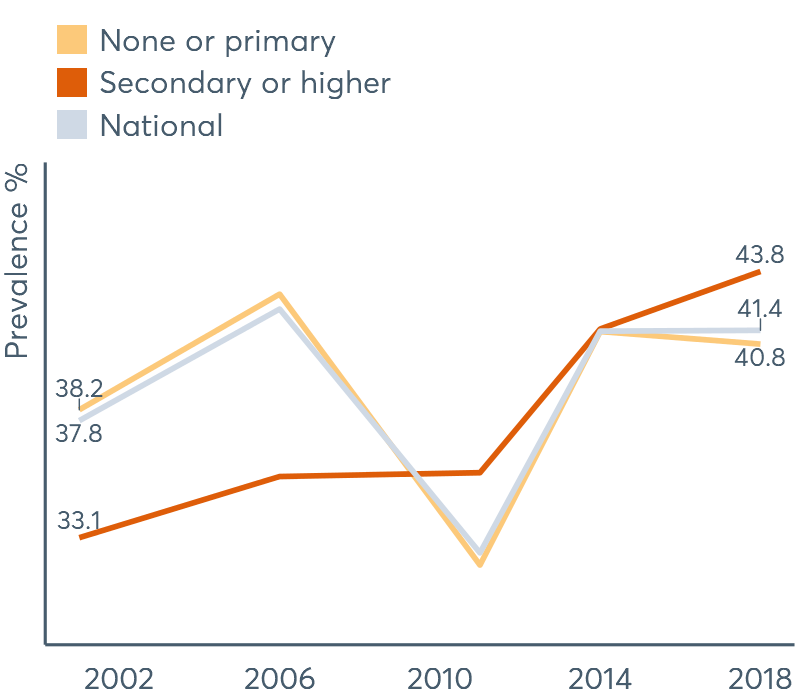 None or primary
Secondary or higher
National
Prevalence %
43.8
41.4
40.8
38.2
37.8
33.1
2002 2006 2010 2014 2018